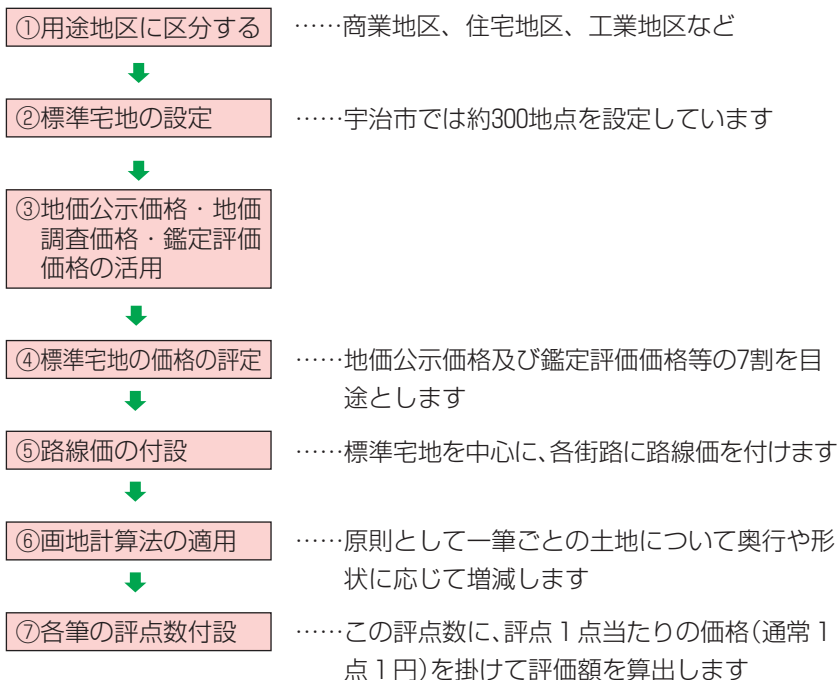 ①用途地区に区分する ……商業地区、住宅地区、工業地区など
②標準宅地の設定 ……宇治市では約300地点を設定しています
③地価公示価格・地価
調査価格・鑑定評価
価格の活用
④標準宅地の価格の評定 ……地価公示価格及び鑑定評価価格等の7割を目
途とします
⑤路線価の付設 ……標準宅地を中心に、各街路に路線価を付けます
⑥画地計算法の適用 ……原則として一筆ごとの土地について奥行や形
状に応じて増減します
⑦各筆の評点数付設 ……この評点数に、評点１点当たりの価格（通常１
点１円）を掛けて評価額を算出します